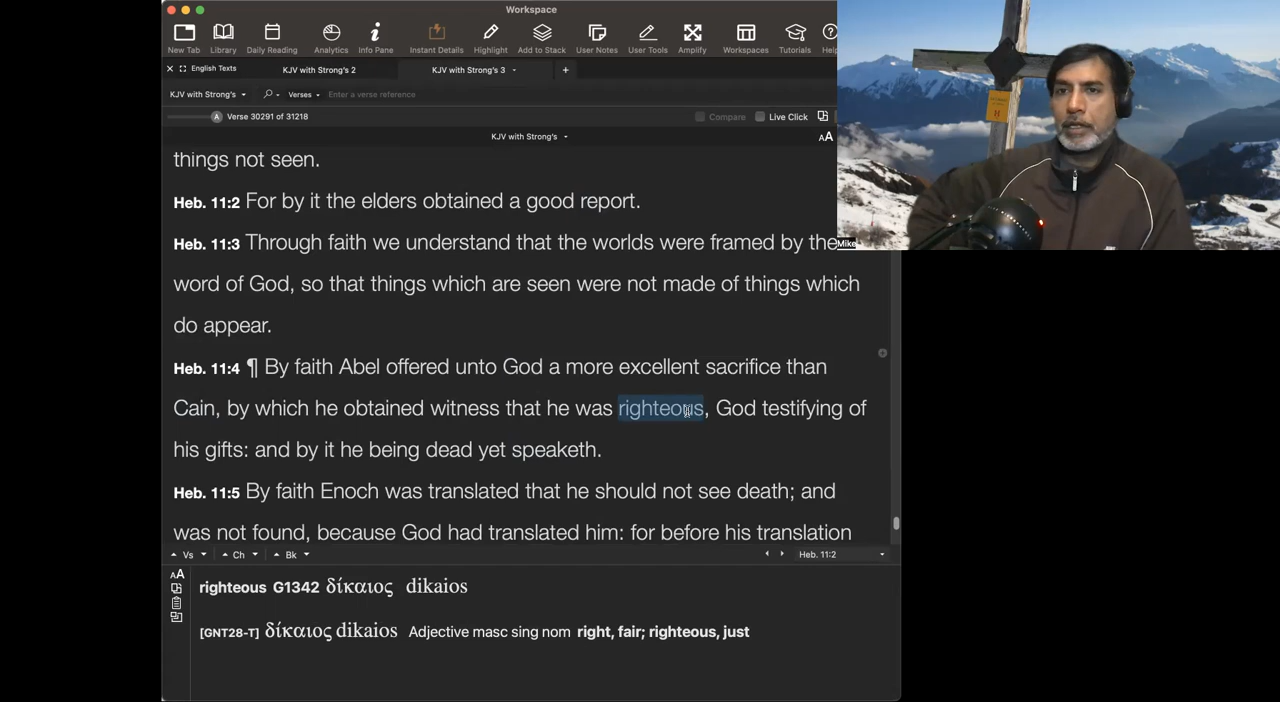 Workspace
New Tab Library Daily Reading Analytics Info Pane Instant Details Highlight Add to Stack User Notes User Tools Amplify Workspaces Tutorials
English Texts KJV with Strong's 2 KJV with Strong's 3
KJV with Strong's Verses Enter a verse reference
A Verse 30291 of 31218 Compare Live Click
KJV with Strong's AA
things not seen.
Heb. 11:2 For by it the elders obtained a good report.
Heb. 11:3 Through faith we understand that the worlds were framed by the
word of God, so that things which are seen were not made of things which
do appear.
Heb. 11:4 ¶ By faith Abel offered unto God a more excellent sacrifice than
Cain, by which he obtained witness that he was righteous, God testifying of
his gifts: and by it he being dead yet speaketh.
Heb. 11:5 By faith Enoch was translated that he should not see death; and
was not found, because God had translated him: for before his translation
Vs Ch Bk Heb. 11:2
AA
righteous G1342 δίκαιος dikaios
[GNT28-T] δίκαιος dikaios Adjective masc sing nom right, fair; righteous, just
Mike